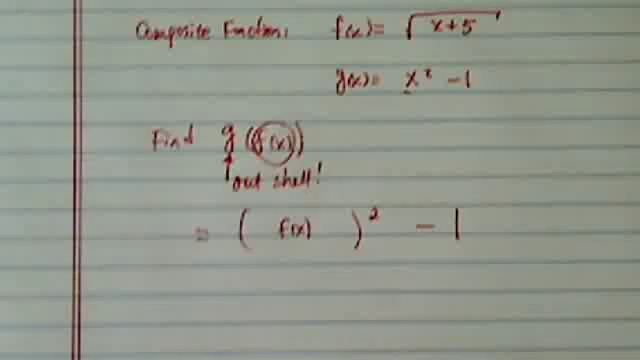 Composite Function: f(x) = √x+5
g(x) = x² - 1
Find g(f(x))
out shell!
= ( f(x) )² - 1